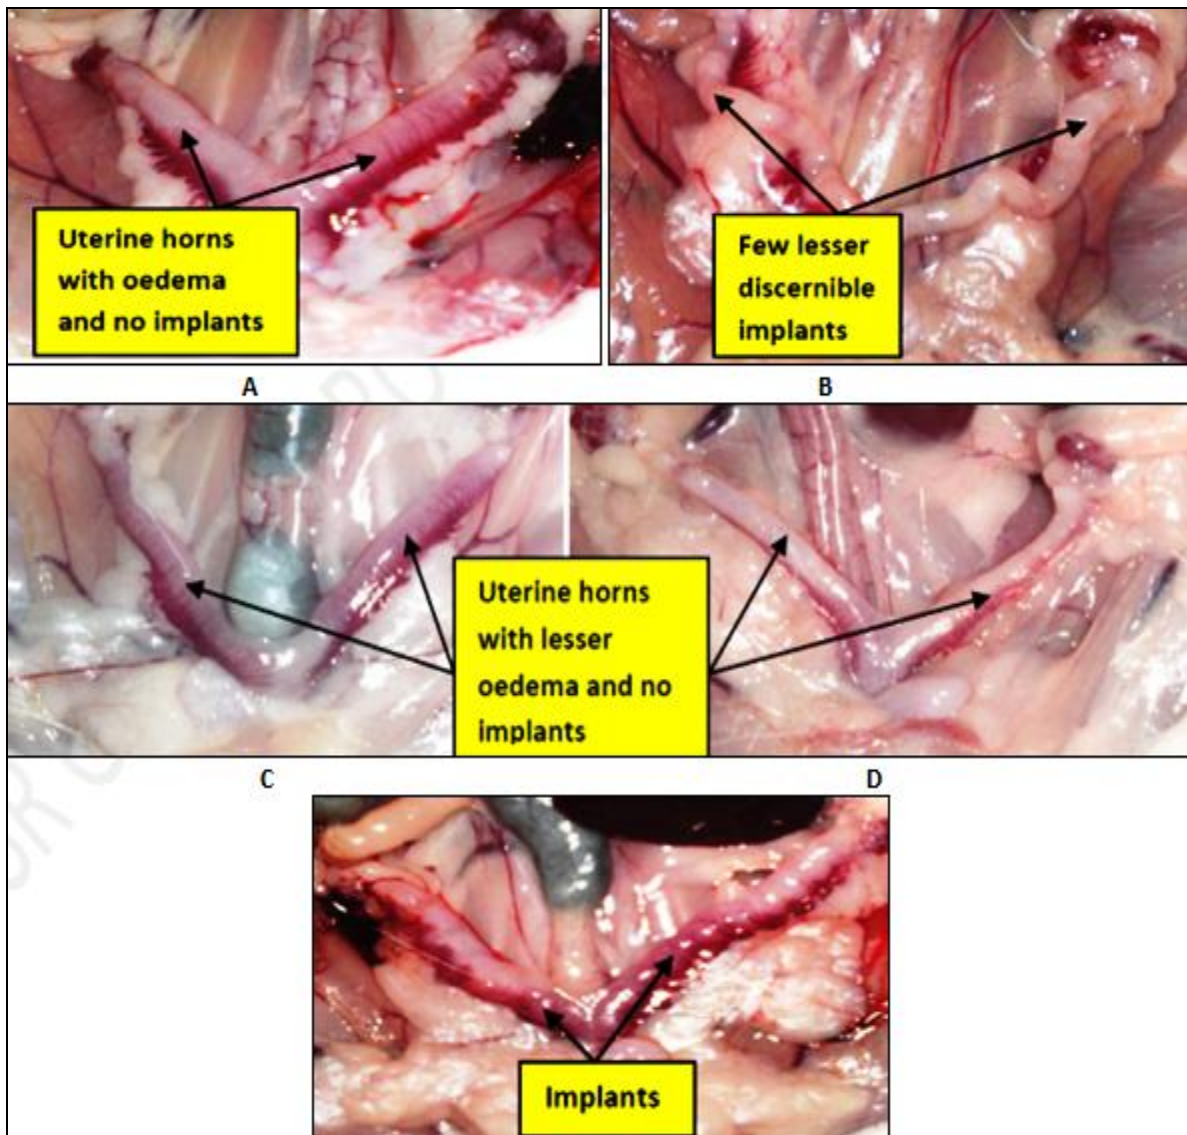 Uterine horns
with oedema
and no implants
Few lesser
discernible
implants
A
B
Uterine horns
with lesser
oedema and no
implants
C
D
Implants